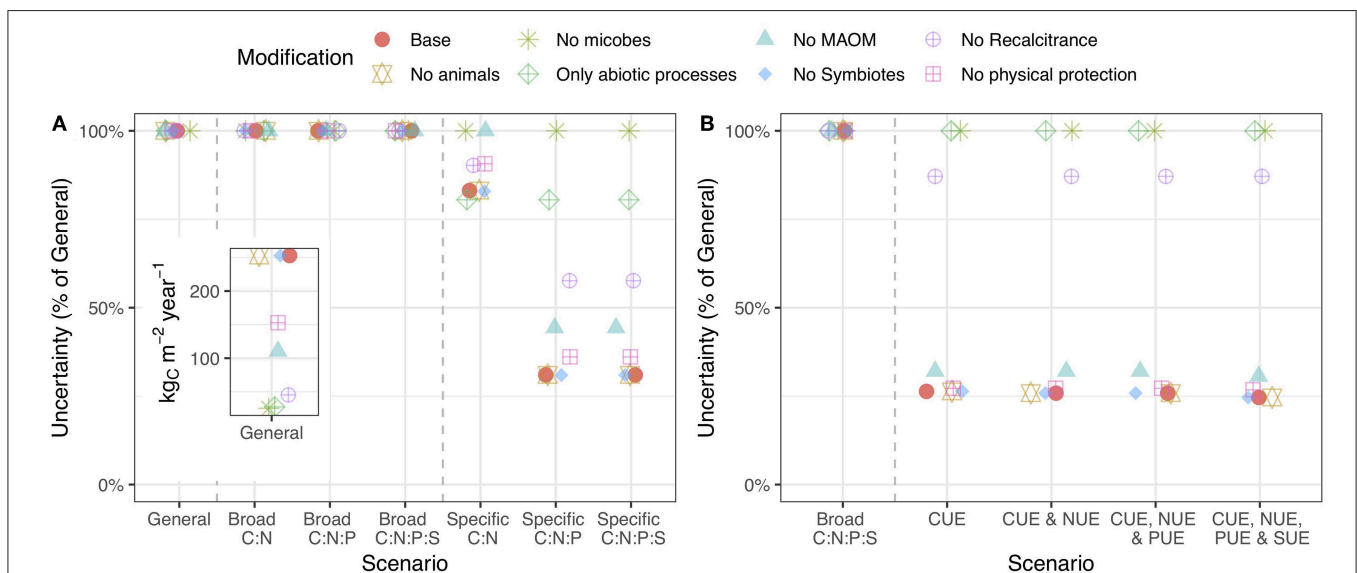 Modification
Base No micobes No MAOM No Recalcitrance
No animals Only abiotic processes No Symbiotes No physical protection
A
Uncertainty (% of General)
100%
50%
0%
kgC m−2 year−1
200
100
General
General
Broad C:N
Broad C:N:P
Broad C:N:P:S
Specific C:N
Specific C:N:P
Specific C:N:P:S
Scenario
B
Uncertainty (% of General)
100%
50%
0%
Broad C:N:P:S
CUE
CUE & NUE
CUE, NUE & PUE
CUE, NUE, PUE & SUE
Scenario